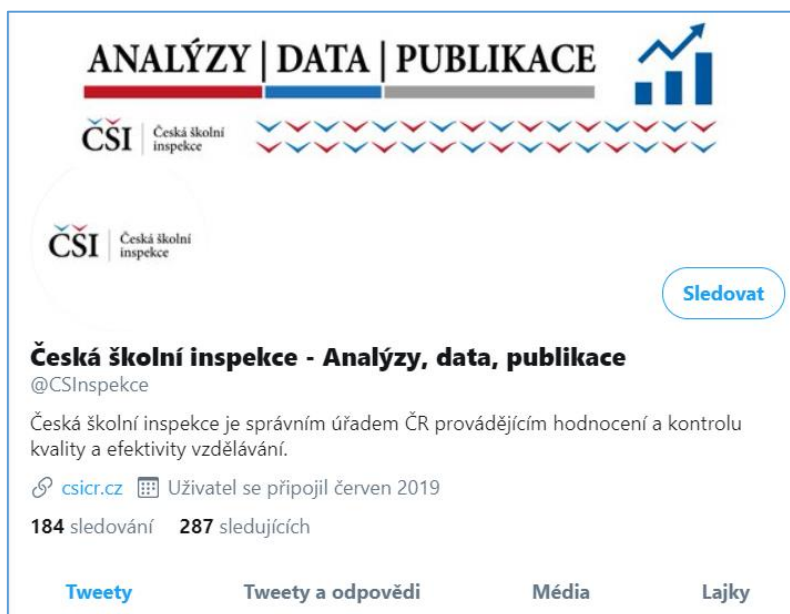 ANALÝZY | DATA | PUBLIKACE
ČŠI | Česká školní
inspekce
ČŠI | Česká školní
inspekce
Sledovat
Česká školní inspekce - Analýzy, data, publikace
@CSInspekce
Česká školní inspekce je správním úřadem ČR provádějícím hodnocení a kontrolu
kvality a efektivity vzdělávání.
csicr.cz Uživatel se připojil červen 2019
184 sledování 287 sledujících
Tweety Tweety a odpovědi Média Lajky